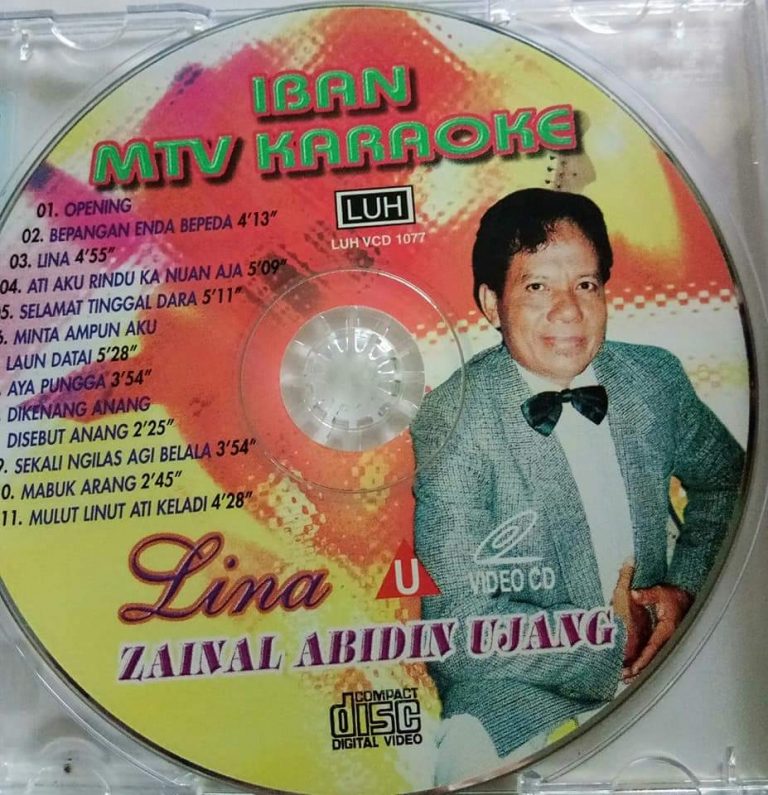 IBAN
MTV KARAOKE
LUH
LUH VCD 1077
01. OPENING
02. BEPANGAN ENDA BEPEDA 4'13"
03. LINA 4'55"
04. ATI AKU RINDU KA NUAN AJA 5'09"
05. SELAMAT TINGGAL DARA 5'11"
6. MINTA AMPUN AKU
LAUN DATAI 5'28"
. AYA PUNGGA 3'54"
. DIKENANG ANANG
DISEBUT ANANG 2'25"
9. SEKALI NGILAS AGI BELALA 3'54"
0. MABUK ARANG 2'45"
11. MULUT LINUT ATI KELADI 4'28"
Lina
U
VIDEO CD
ZAINAL ABIDIN UJANG
COMPACT
disc
DIGITAL VIDEO